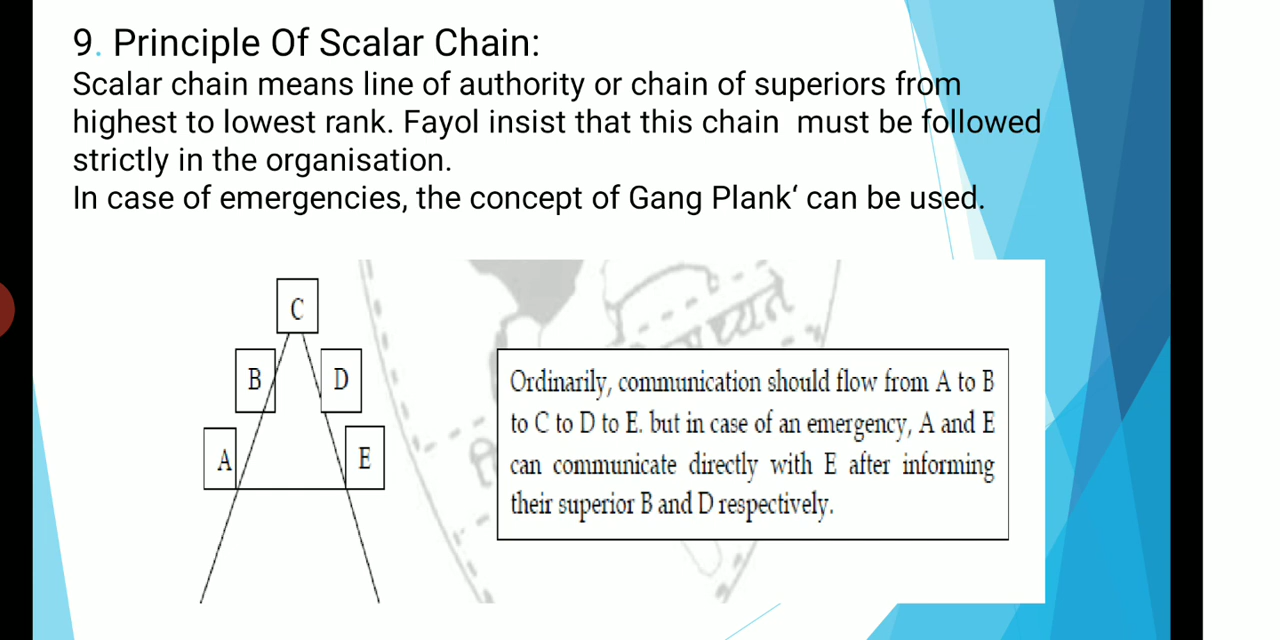 9. Principle Of Scalar Chain:
Scalar chain means line of authority or chain of superiors from
highest to lowest rank. Fayol insist that this chain must be followed
strictly in the organisation.
In case of emergencies, the concept of Gang Plank‘ can be used.
C
B D
A E
Ordinarily, communication should flow from A to B
to C to D to E. but in case of an emergency, A and E
can communicate directly with E after informing
their superior B and D respectively.